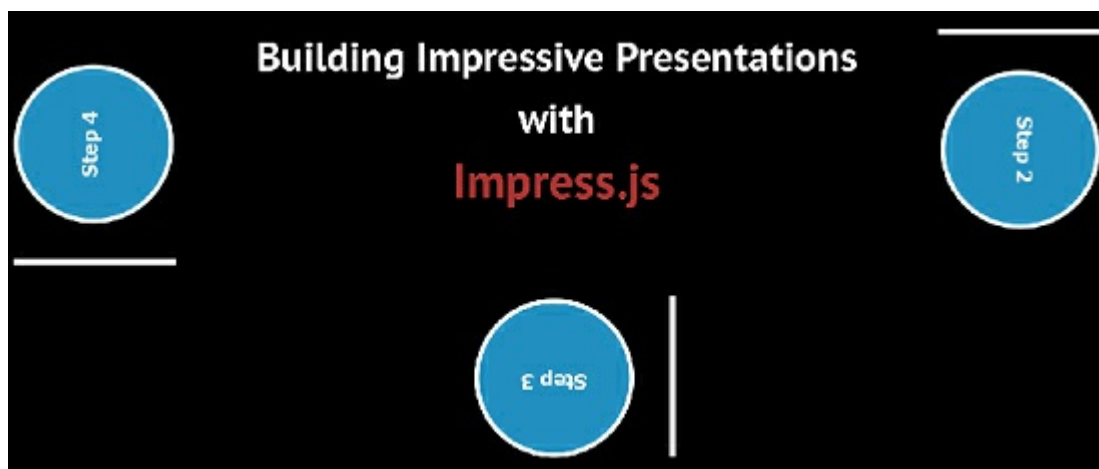 Building Impressive Presentations
with
Impress.js
Step 4
Step 2
Step 3